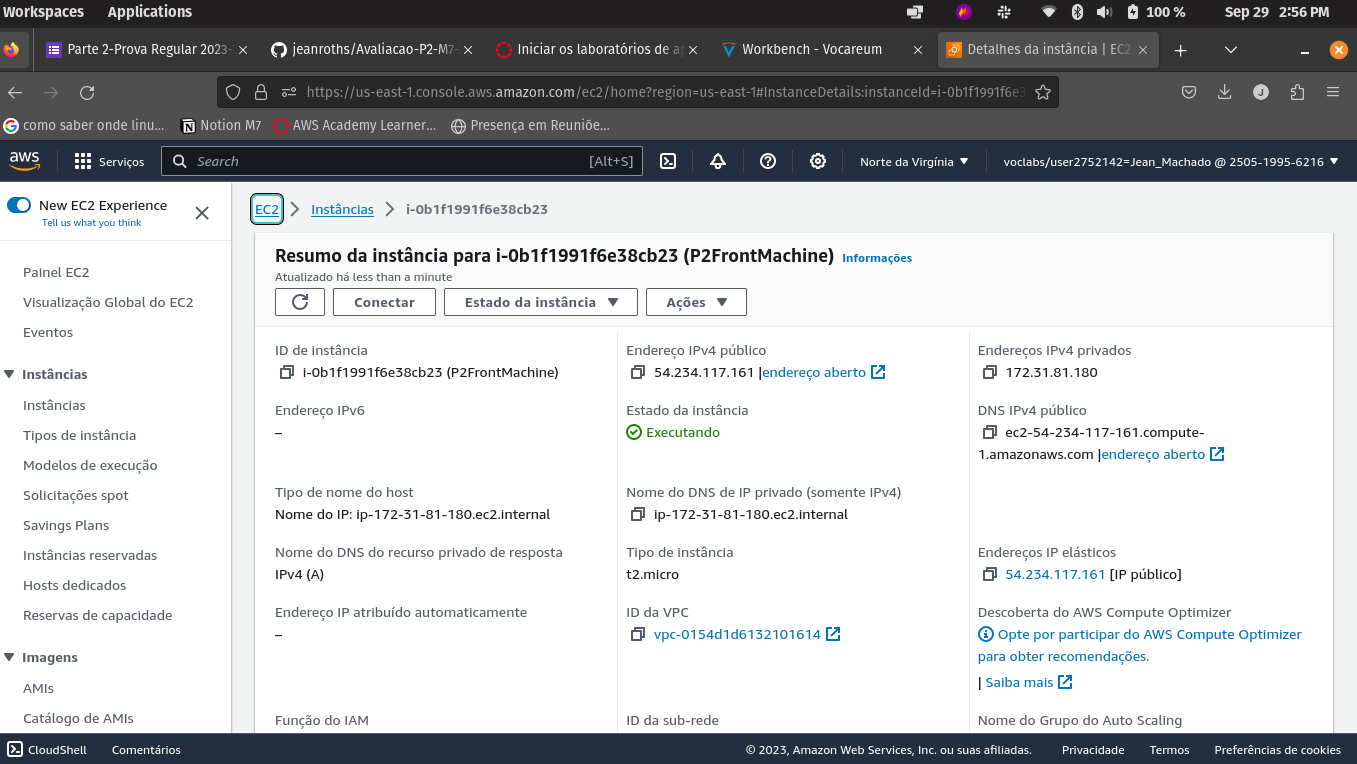 Workspaces Applications 100 % Sep 29 2:56 PM
Parte 2-Prova Regular 2023- jeanroths/Avaliacao-P2-M7- Iniciar os laboratórios de ap Workbench - Vocareum Detalhes da instância | EC2
https://us-east-1.console.aws.amazon.com/ec2/home?region=us-east-1#InstanceDetails:instanceId=i-0b1f1991f6e3
como saber onde linu... Notion M7 AWS Academy Learner... Presença em Reuniõe...
aws Serviços Search [Alt+S] Norte da Virgínia voclabs/user2752142=Jean_Machado @ 2505-1995-6216
New EC2 Experience
Tell us what you think
Painel EC2
Visualização Global do EC2
Eventos
Instâncias
Instâncias
Tipos de instância
Modelos de execução
Solicitações spot
Savings Plans
Instâncias reservadas
Hosts dedicados
Reservas de capacidade
Imagens
AMIs
Catálogo de AMIs
EC2 Instâncias i-0b1f1991f6e38cb23
Resumo da instância para i-0b1f1991f6e38cb23 (P2FrontMachine) Informações
Atualizado há less than a minute
Conectar Estado da instância Ações
ID de instância
i-0b1f1991f6e38cb23 (P2FrontMachine)
Endereço IPv4 público
54.234.117.161 |endereço aberto
Endereços IPv4 privados
172.31.81.180
Endereço IPv6
–
Estado da instância
Executando
DNS IPv4 público
ec2-54-234-117-161.compute-
1.amazonaws.com |endereço aberto
Tipo de nome do host
Nome do IP: ip-172-31-81-180.ec2.internal
Nome do DNS de IP privado (somente IPv4)
ip-172-31-81-180.ec2.internal
Nome do DNS do recurso privado de resposta
IPv4 (A)
Tipo de instância
t2.micro
Endereços IP elásticos
54.234.117.161 [IP público]
Endereço IP atribuído automaticamente
–
ID da VPC
vpc-0154d1d6132101614
Descoberta do AWS Compute Optimizer
Opte por participar do AWS Compute Optimizer
para obter recomendações.
| Saiba mais
Função do IAM
ID da sub-rede
Nome do Grupo do Auto Scaling
CloudShell Comentários © 2023, Amazon Web Services, Inc. ou suas afiliadas. Privacidade Termos Preferências de cookies